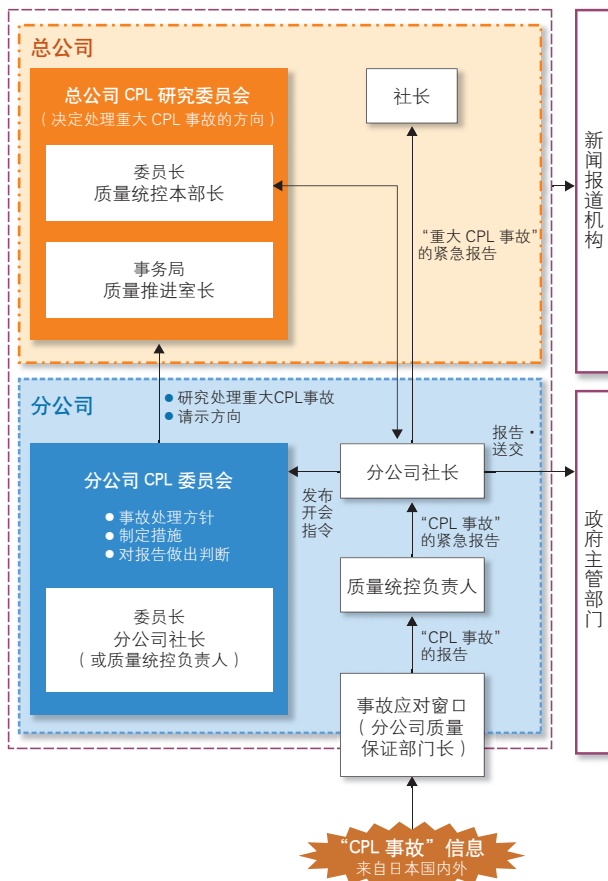 总公司
总公司 CPL 研究委员会
（决定处理重大 CPL 事故的方向）
委员长
质量统控本部长
事务局
质量推进室长
社长
“重大 CPL 事故”
的紧急报告
新闻报道机构
分公司
● 研究处理重大CPL事故
● 请示方向
分公司 CPL 委员会
● 事故处理方针
● 制定措施
● 对报告做出判断
委员长
分公司社长
（或质量统控负责人）
发布
开会
指令
分公司社长
报告·
送交
“CPL 事故”
的紧急报告
质量统控负责人
“CPL 事故”
的报告
事故应对窗口
（分公司质量
保证部门长）
政府主管部门
“CPL 事故”信息
来自日本国内外